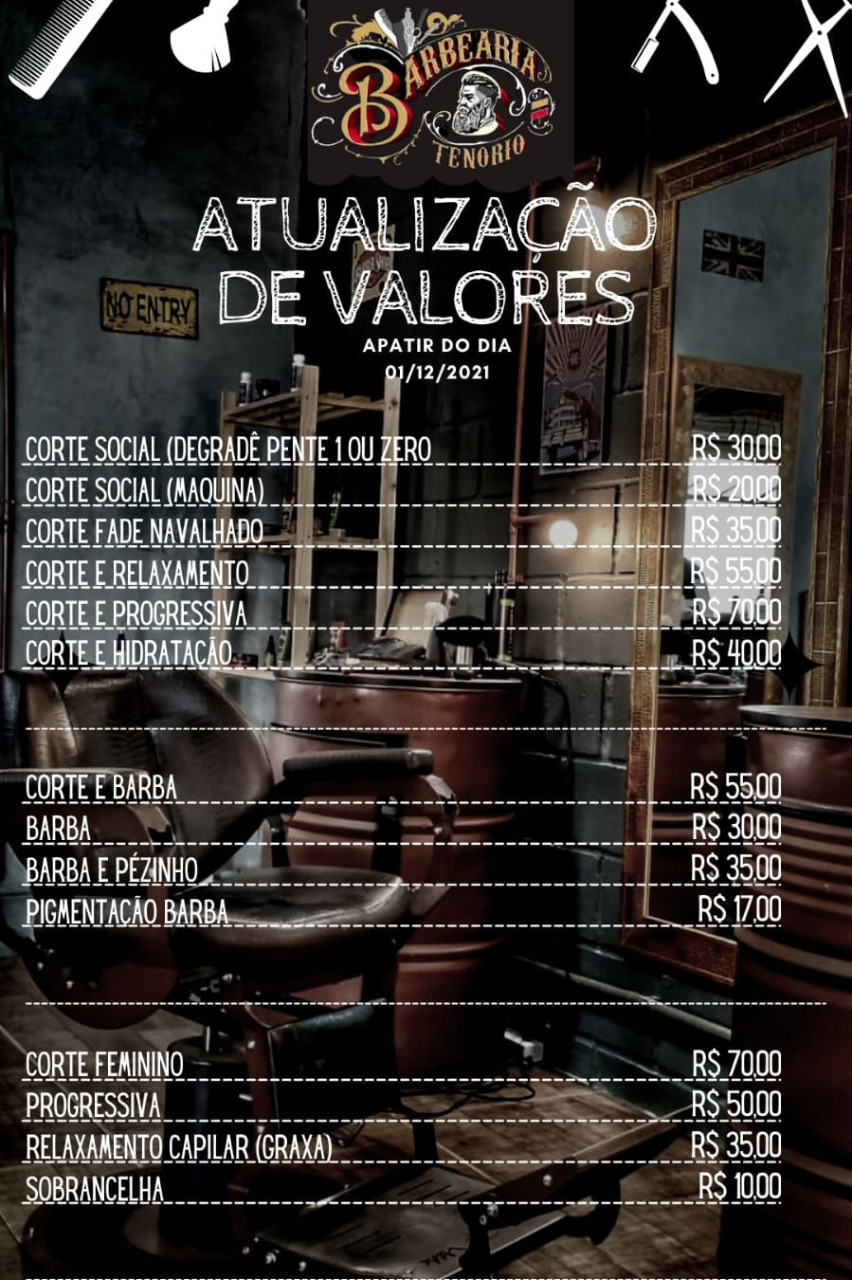 BARBEARIA
TENORIO
ATUALIZAÇÃO
DE VALORES
NO ENTRY
APATIR DO DIA
01/12/2021
CORTE SOCIAL (DEGRADÊ PENTE 1 OU ZERO R$ 30,00
CORTE SOCIAL (MAQUINA) R$ 20,00
CORTE FADE NAVALHADO R$ 35,00
CORTE E RELAXAMENTO R$ 55,00
CORTE E PROGRESSIVA R$ 70,00
CORTE E HIDRATAÇÃO R$ 40,00
CORTE E BARBA R$ 55,00
BARBA R$ 30,00
BARBA E PÉZINHO R$ 35,00
PIGMENTAÇÃO BARBA R$ 17,00
CORTE FEMININO R$ 70,00
PROGRESSIVA R$ 50,00
RELAXAMENTO CAPILAR (GRAXA) R$ 35,00
SOBRANCELHA R$ 10,00